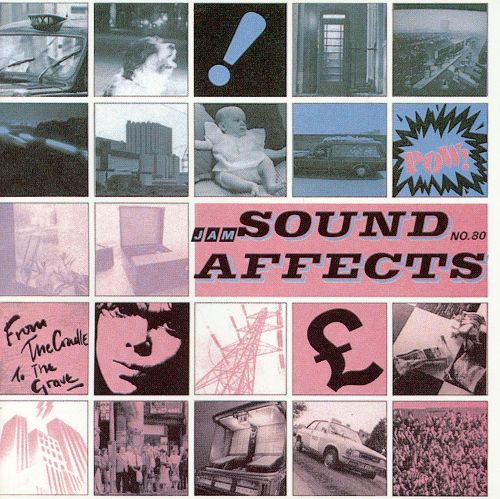 !
POW!
JAM SOUND NO.80
AFFECTS
From
The Cradle
To The
Grave
£